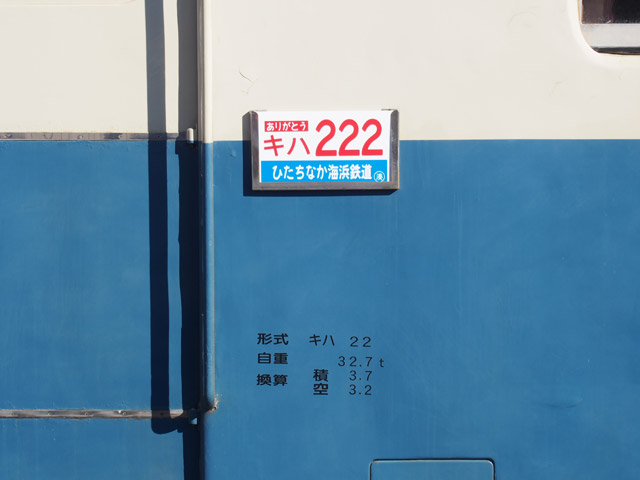 ありがとう
キハ222
ひたちなか海浜鉄道
形式 キハ 22
自重 32.7t
換算 積 3.7
空 3.2